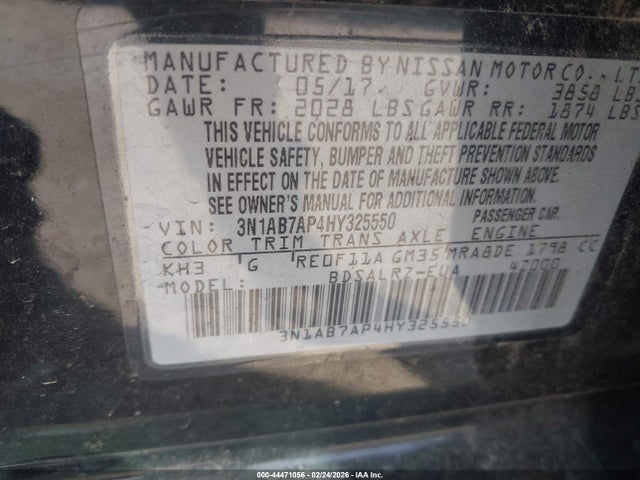 MANUFACTURED BY NISSAN MOTOR CO., LT
DATE: 05/17 GVWR: 3858 LBS
GAWR FR: 2028 LBS GAWR RR: 1874 LBS
THIS VEHICLE CONFORMS TO ALL APPLICABLE FEDERAL MOTOR
VEHICLE SAFETY, BUMPER AND THEFT PREVENTION STANDARDS
IN EFFECT ON THE DATE OF MANUFACTURE SHOWN ABOVE.
SEE OWNER'S MANUAL FOR ADDITIONAL INFORMATION.
VIN: 3N1AB7AP4HY325550 PASSENGER CAR
COLOR TRIM TRANS AXLE ENGINE
KH3 G RE0F11A GM35 MRA8DE 1798 CC
MODEL: BDSALRZ-EUA 4Z000
3N1AB7AP4HY325550
000-44471056 - 02/24/2026 - IAA Inc.